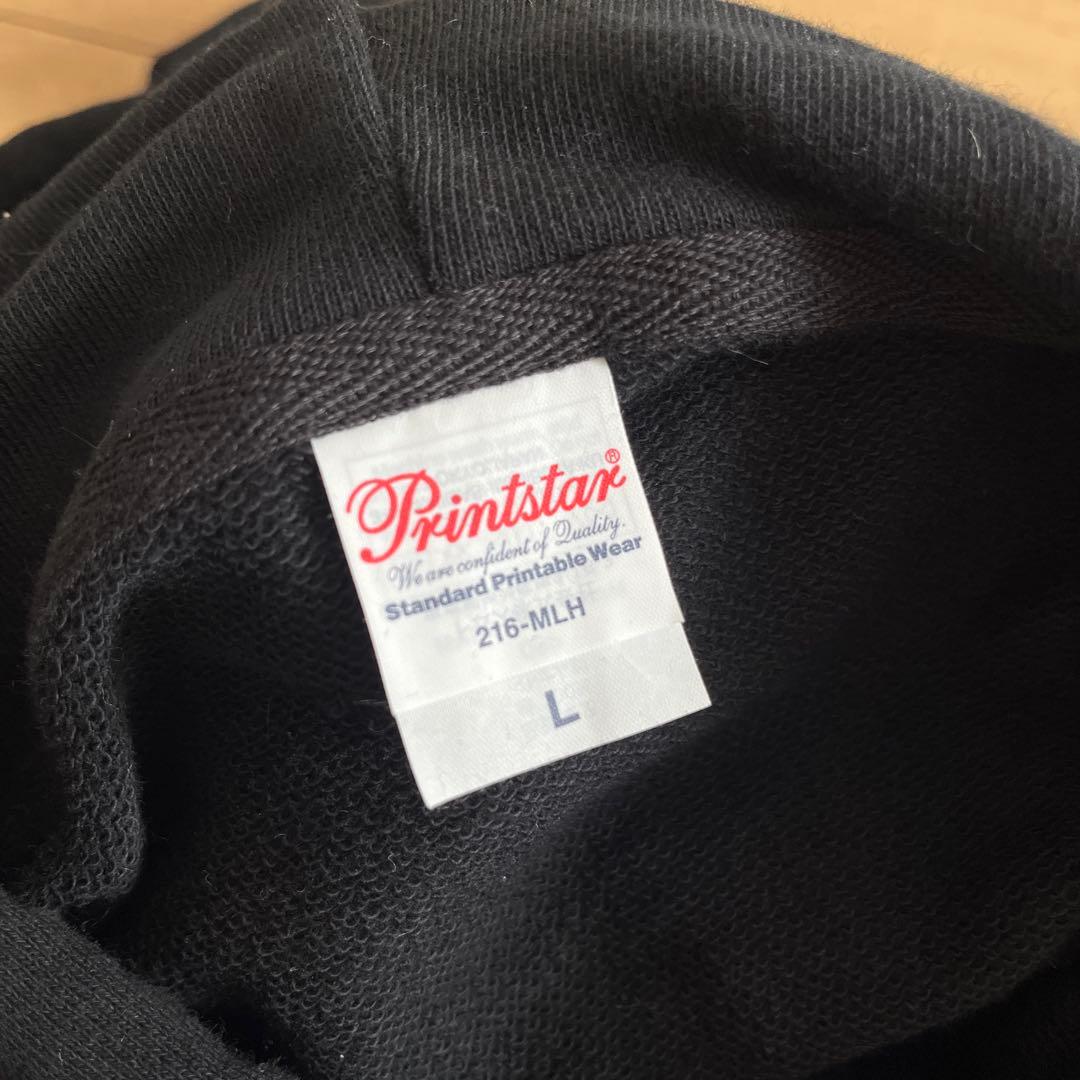 Printstar®
We are confident of Quality.
Standard Printable Wear
216-MLH
L